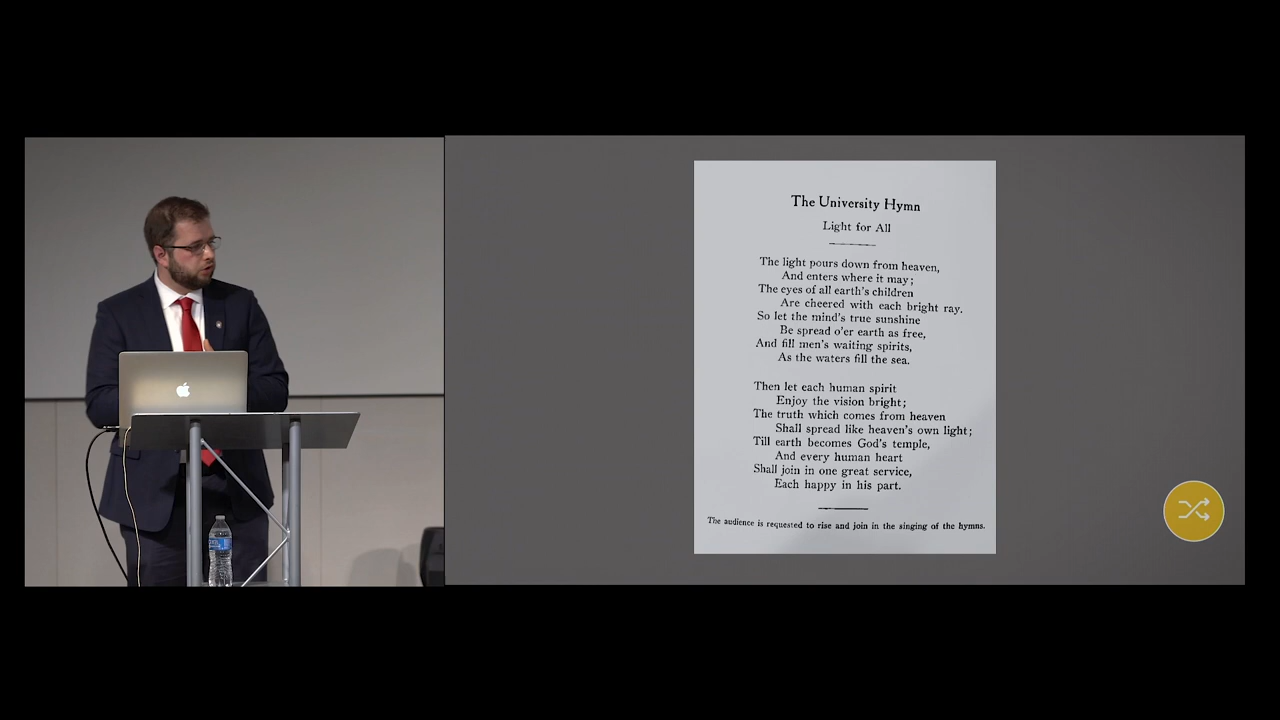 The University Hymn
Light for All
The light pours down from heaven,
And enters where it may;
The eyes of all earth's children
Are cheered with each bright ray.
So let the mind's true sunshine
Be spread o'er earth as free,
And fill men's waiting spirits,
As the waters fill the sea.
Then let each human spirit
Enjoy the vision bright;
The truth which comes from heaven
Shall spread like heaven's own light;
Till earth becomes God's temple,
And every human heart
Shall join in one great service,
Each happy in his part.
The audience is requested to rise and join in the singing of the hymns.